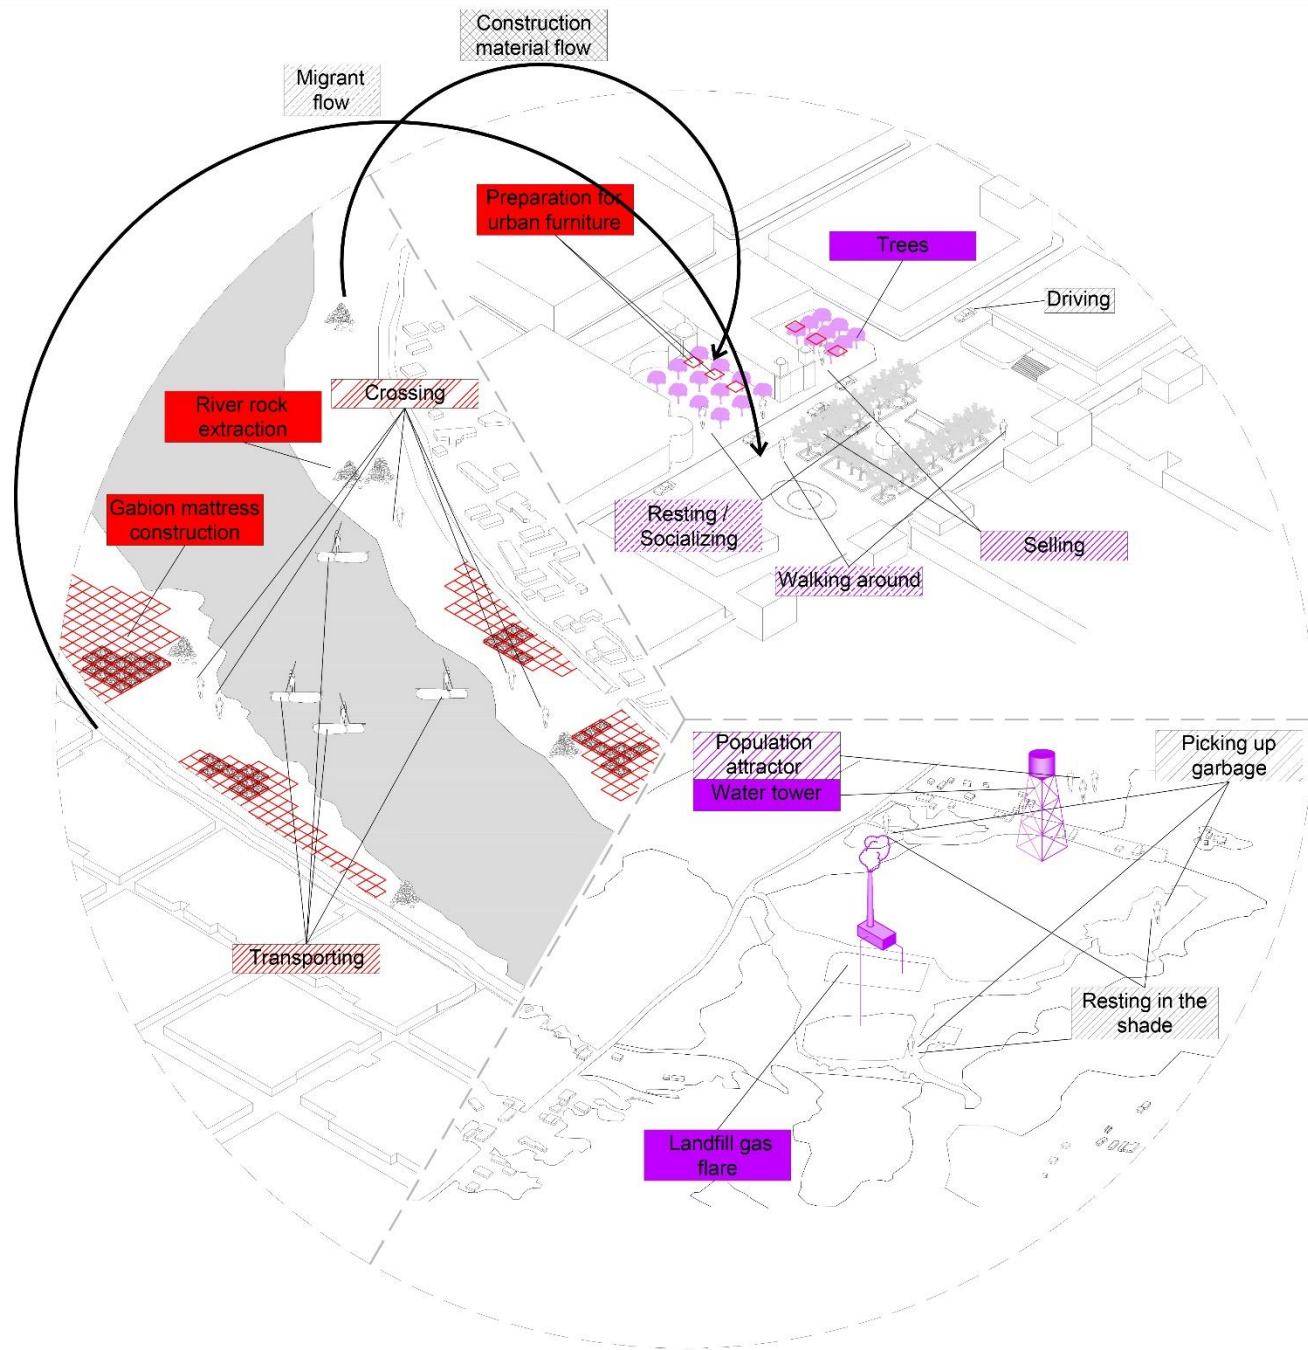 Construction
material flow
Migrant
flow
Preparation for
urban furniture
Trees
Driving
Crossing
River rock
extraction
Gabion mattress
construction
Resting /
Socializing
Selling
Walking around
Population
attractor
Water tower
Picking up
garbage
Transporting
Resting in the
shade
Landfill gas
flare